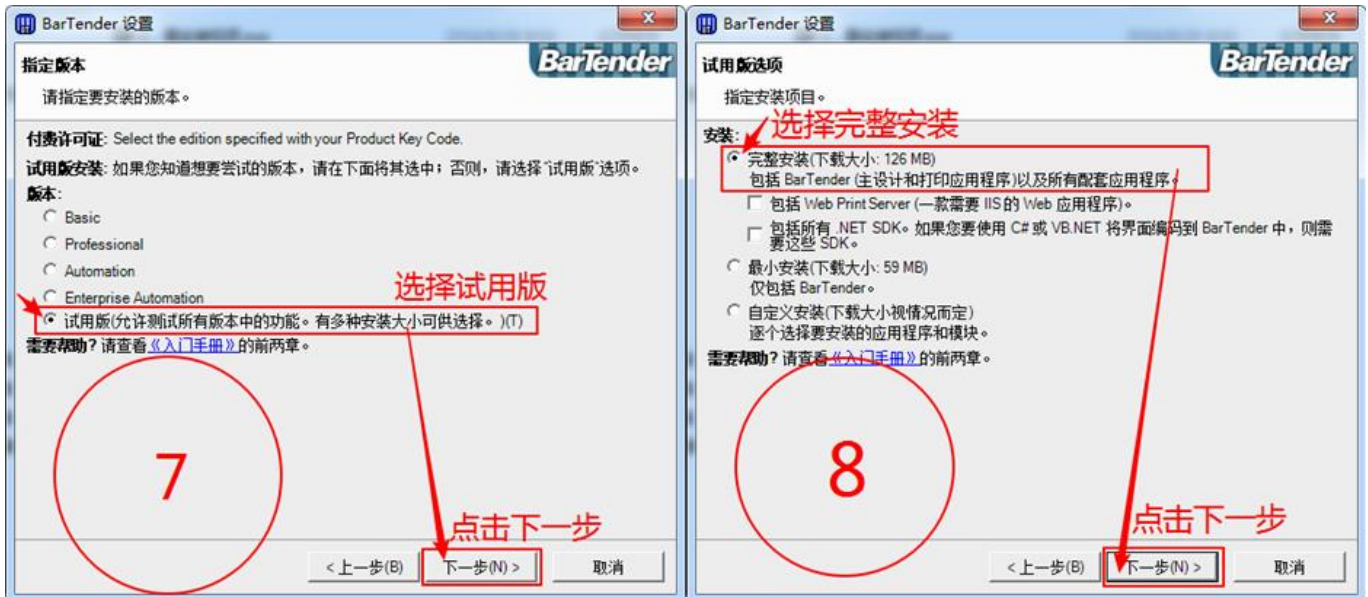 BarTender 设置
指定版本
BarTender
请指定要安装的版本。
付费许可证: Select the edition specified with your Product Key Code.
试用版安装: 如果您知道想要尝试的版本，请在下面将其选中；否则，请选择“试用版”选项。
版本:
Basic
Professional
Automation
选择试用版
Enterprise Automation
试用版(允许测试所有版本中的功能。有多种安装大小可供选择。)(T)
需要帮助? 请查看《入门手册》的前两章。
7
点击下一步
<上一步(B)
下一步(N) >
取消
BarTender 设置
试用版选项
BarTender
指定安装项目。
选择完整安装
安装:
完整安装(下载大小: 126 MB)
包括 BarTender (主设计和打印应用程序)以及所有配套应用程序。
包括 Web Print Server (一款需要 IIS 的 Web 应用程序)。
包括所有 .NET SDK。如果您要使用 C# 或 VB.NET 将界面编码到 BarTender 中，则需
要这些 SDK。
最小安装(下载大小: 59 MB)
仅包括 BarTender。
自定义安装(下载大小视情况而定)
逐个选择要安装的应用程序和模块。
需要帮助? 请查看《入门手册》的前两章。
8
点击下一步
<上一步(B)
下一步(N) >
取消